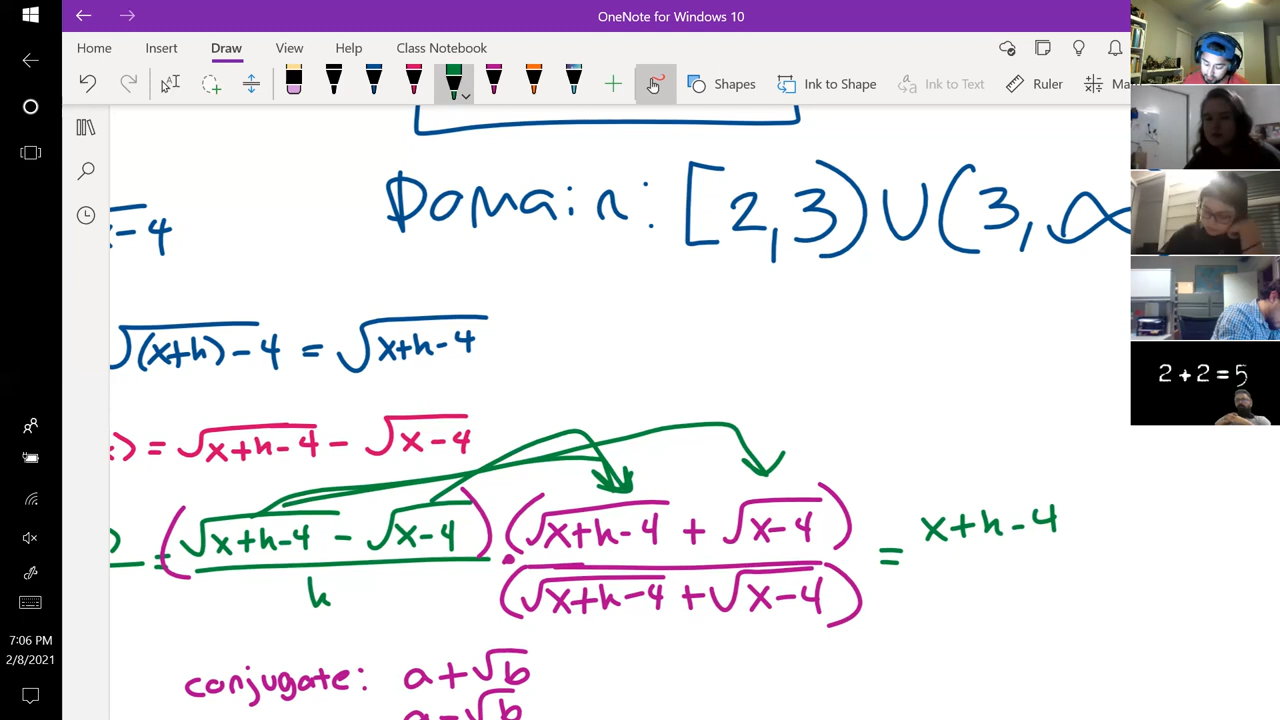 OneNote for Windows 10
Home Insert Draw View Help Class Notebook
Shapes Ink to Shape Ink to Text Ruler Ma
Domain: [2,3)∪(3,∞
x-4
√(x+h)-4 = √x+h-4
) = √x+h-4 - √x-4
) = (√x+h-4 - √x-4) · (√x+h-4 + √x-4) = x+h-4
h (√x+h-4 + √x-4)
conjugate: a+√b
a-√b
2+2=5
7:06 PM
2/8/2021